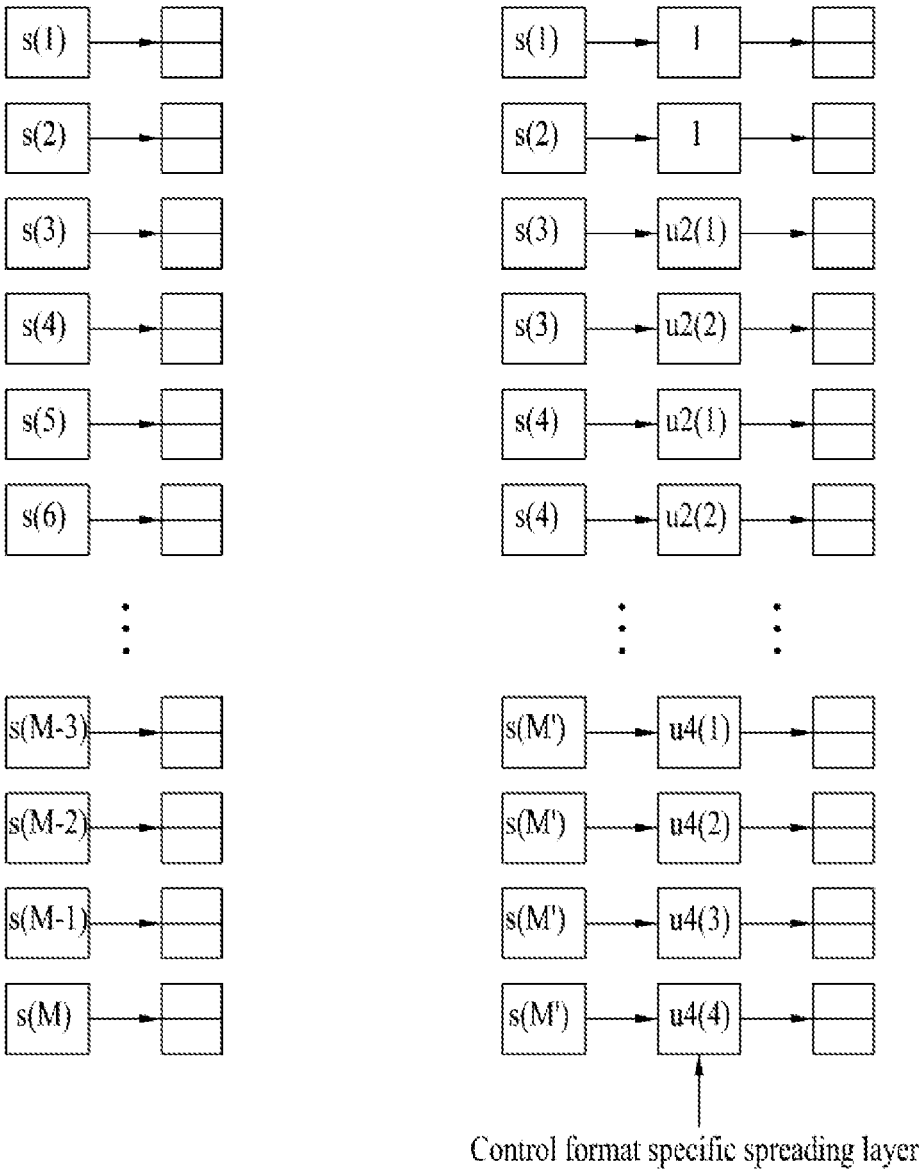 s(1) s(1) 1
s(2) s(2) 1
s(3) s(3) u2(1)
s(4) s(3) u2(2)
s(5) s(4) u2(1)
s(6) s(4) u2(2)
s(M-3) s(M') u4(1)
s(M-2) s(M') u4(2)
s(M-1) s(M') u4(3)
s(M) s(M') u4(4)
Control format specific spreading layer